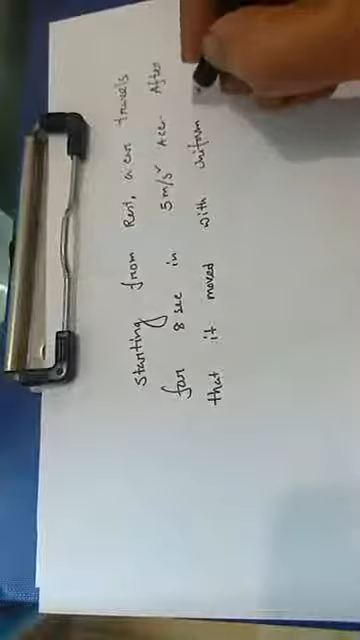 Starting from Rest, a car travels
for 8 sec in 5 m/s² Acc. After
that it moved with uniform